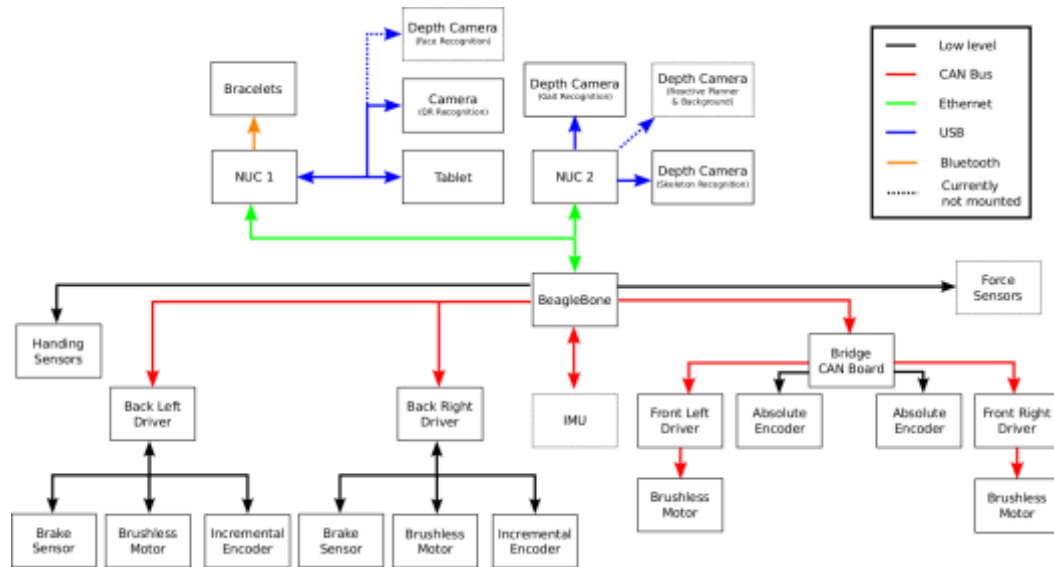 Depth Camera
(Face Recognition)
Bracelets
Camera
(QR Recognition)
Depth Camera
(Gait Recognition)
Depth Camera
(Reactive Planner
& Background)
NUC 1
Tablet
NUC 2
Depth Camera
(Skeleton Recognition)
Low level
CAN Bus
Ethernet
USB
Bluetooth
Currently
not mounted
BeagleBone
Force
Sensors
Handing
Sensors
Bridge
CAN Board
Back Left
Driver
Back Right
Driver
IMU
Front Left
Driver
Absolute
Encoder
Absolute
Encoder
Front Right
Driver
Brushless
Motor
Brushless
Motor
Brake
Sensor
Brushless
Motor
Incremental
Encoder
Brake
Sensor
Brushless
Motor
Incremental
Encoder